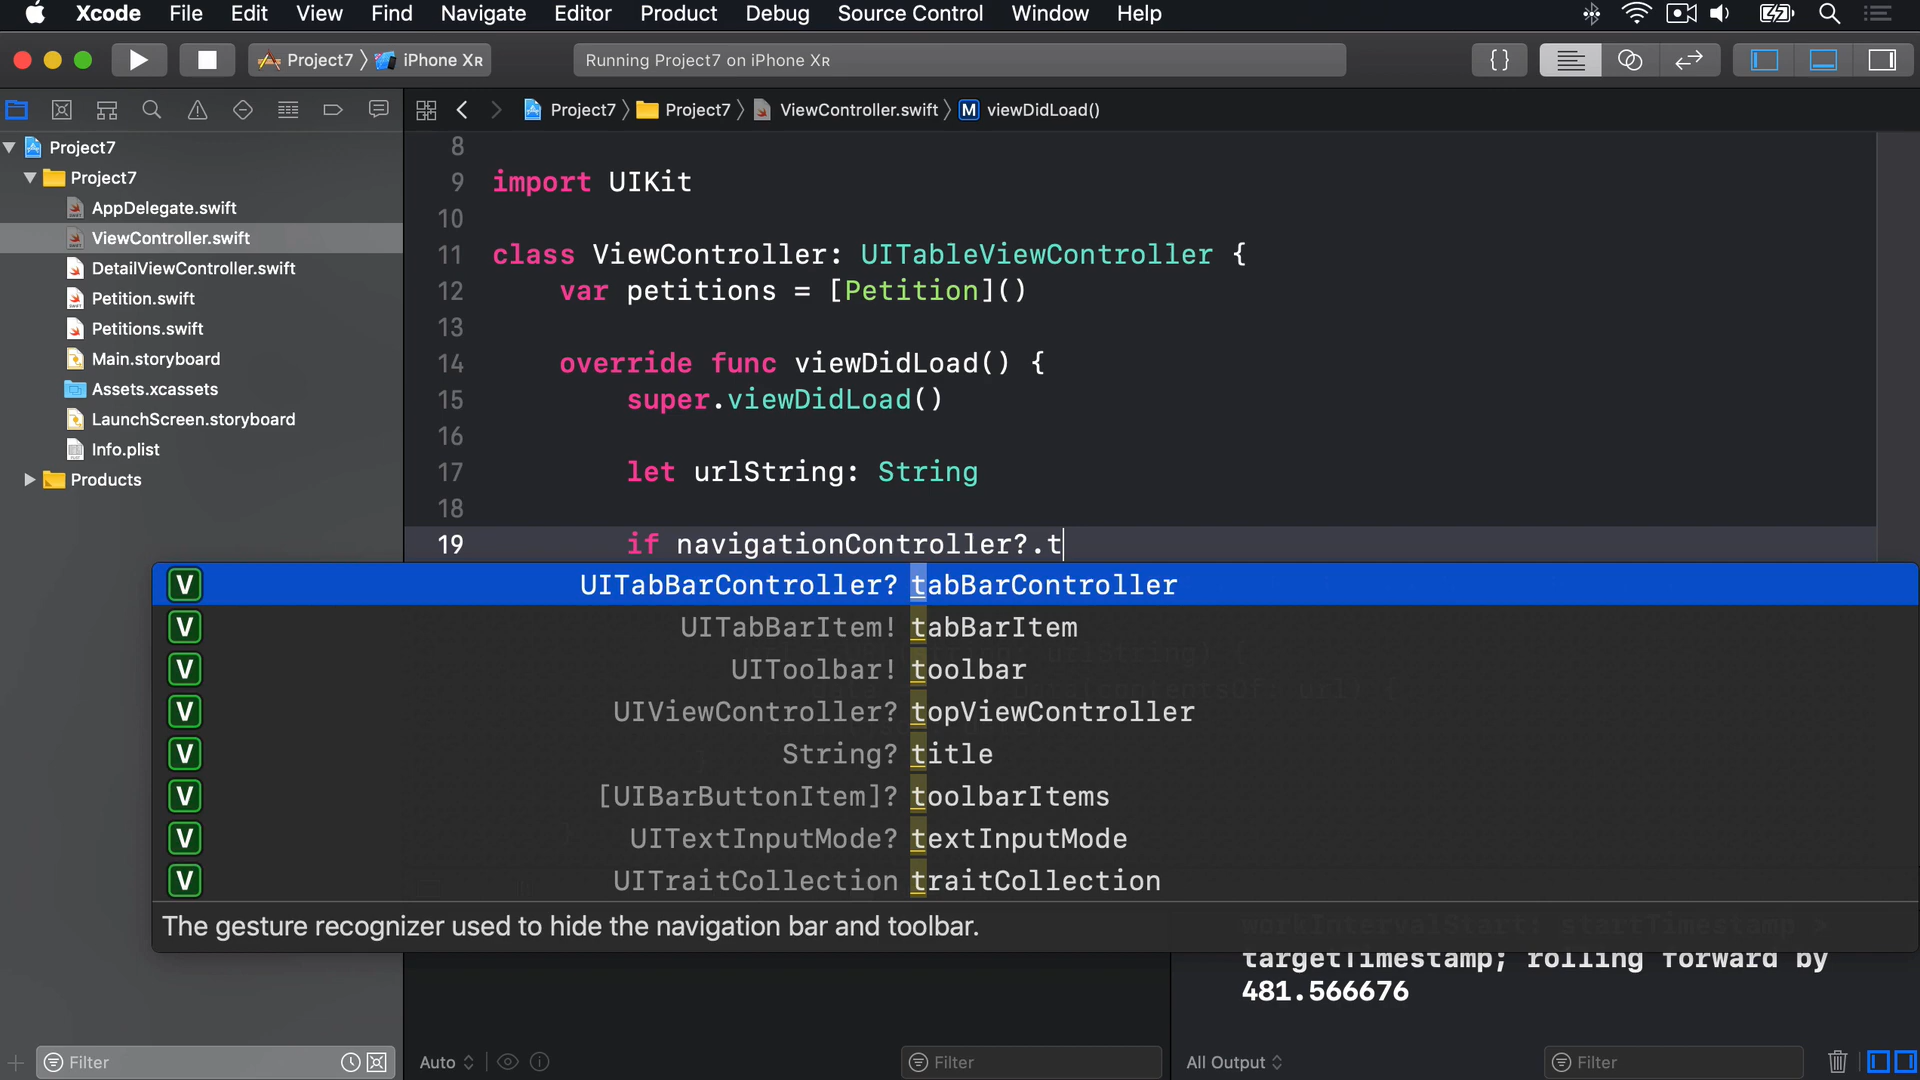 Xcode File Edit View Find Navigate Editor Product Debug Source Control Window Help
Project7 iPhone XR
Running Project7 on iPhone XR
{}
Project7 Project7 ViewController.swift M viewDidLoad()
Project7
Project7
AppDelegate.swift
ViewController.swift
DetailViewController.swift
Petition.swift
Petitions.swift
Main.storyboard
Assets.xcassets
LaunchScreen.storyboard
Info.plist
Products
8
9 import UIKit
10
11 class ViewController: UITableViewController {
12 var petitions = [Petition]()
13
14 override func viewDidLoad() {
15 super.viewDidLoad()
16
17 let urlString: String
18
19 if navigationController?.t
V UITabBarController? tabBarController
V UITabBarItem! tabBarItem
V UIToolbar! toolbar
V UIViewController? topViewController
V String? title
V [UIBarButtonItem]? toolbarItems
V UITextInputMode? textInputMode
V UITraitCollection traitCollection
The gesture recognizer used to hide the navigation bar and toolbar.
workIntervalStart: startTimestamp >
targetTimestamp; rolling forward by
481.566676
Filter
Auto
Filter
All Output
Filter